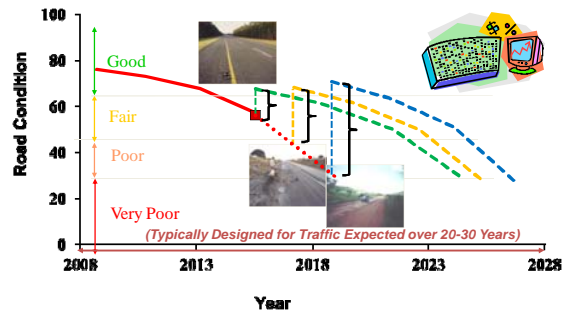 100
80
60
40
20
0
Road Condition
Good
Fair
Poor
Very Poor
$ %
(Typically Designed for Traffic Expected over 20-30 Years)
2008
2013
2018
2023
2028
Year